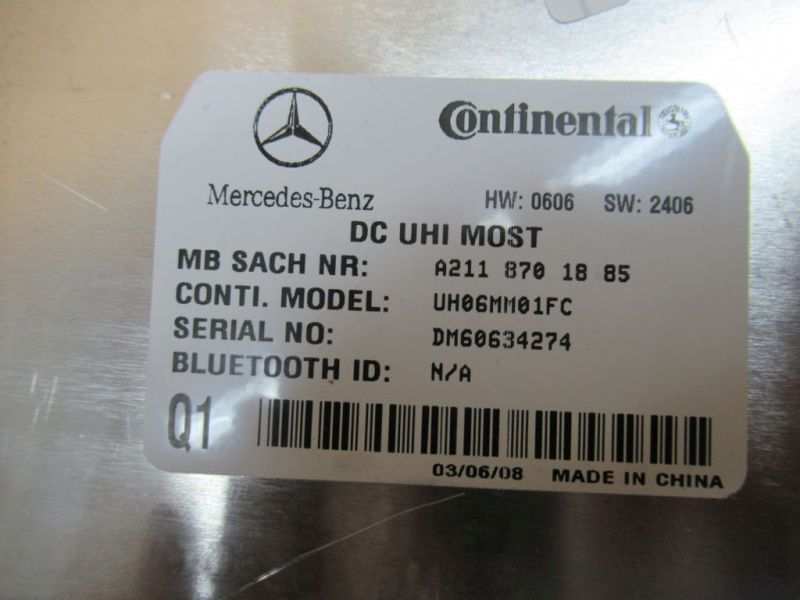 Continental
Mercedes-Benz HW: 0606 SW: 2406
DC UHI MOST
MB SACH NR: A211 870 18 85
CONTI. MODEL: UH06MM01FC
SERIAL NO: DM60634274
BLUETOOTH ID: N/A
Q1
03/06/08 MADE IN CHINA